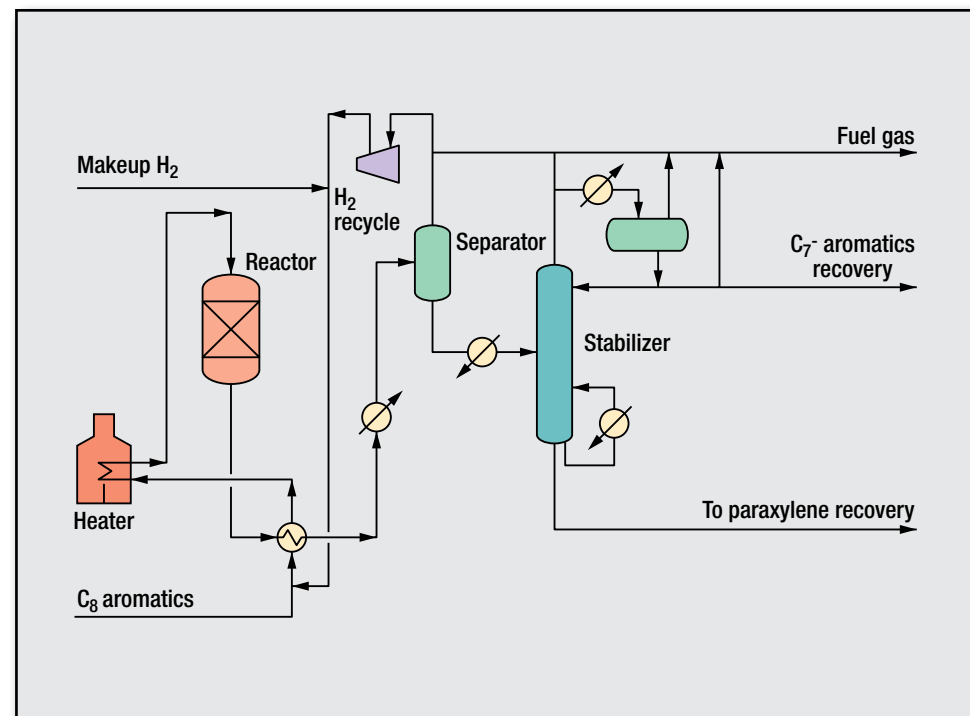 Fuel gas
Makeup H₂
H₂
recycle
Separator
C₇- aromatics
recovery
Reactor
Stabilizer
To paraxylene recovery
Heater
C₈ aromatics